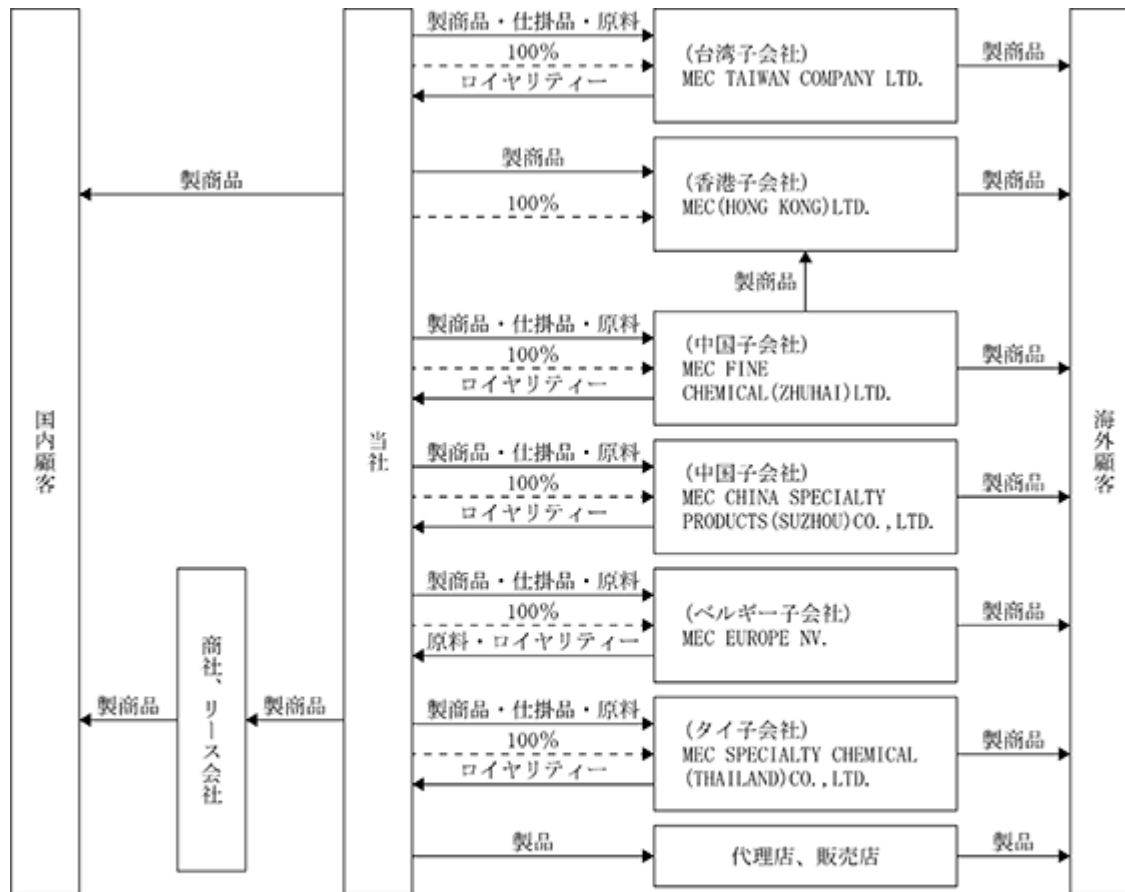 製商品・仕掛品・原料
100%
ロイヤリティー
(台湾子会社)
MEC TAIWAN COMPANY LTD.
製商品
製商品
製商品
100%
(香港子会社)
MEC(HONG KONG)LTD.
製商品
製商品
製商品・仕掛品・原料
100%
ロイヤリティー
(中国子会社)
MEC FINE
CHEMICAL(ZHUHAI)LTD.
製商品
国内顧客
当社
海外顧客
製商品・仕掛品・原料
100%
ロイヤリティー
(中国子会社)
MEC CHINA SPECIALTY
PRODUCTS(SUZHOU)CO.,LTD.
製商品
製商品・仕掛品・原料
100%
原料・ロイヤリティー
(ベルギー子会社)
MEC EUROPE NV.
製商品
商社、リース会社
製商品
製商品
製商品・仕掛品・原料
100%
ロイヤリティー
(タイ子会社)
MEC SPECIALTY CHEMICAL
(THAILAND)CO.,LTD.
製商品
製品
代理店、販売店
製品